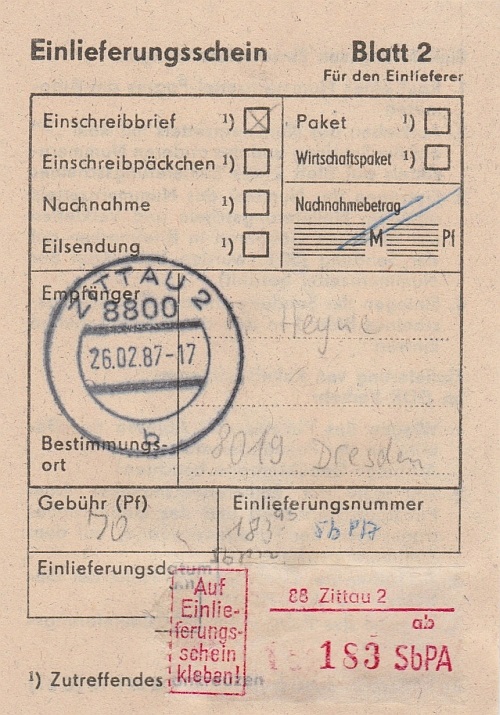 Einlieferungsschein Blatt 2
Für den Einlieferer
Einschreibbrief ¹) Paket ¹)
Einschreibpäckchen ¹) Wirtschaftspaket ¹)
Nachnahme ¹) Nachnahmebetrag
Eilsendung ¹) M Pf
Empfänger
ZITTAU 2
8800
26.02.87-17
b
Heyne
Bestimmungs-
ort
8019 Dresden
Gebühr (Pf) Einlieferungsnummer
50 183
Einlieferungsdatum
Auf
Einlie-
ferungs-
schein
kleben!
88 Zittau 2
ab
183 SbPA
¹) Zutreffendes